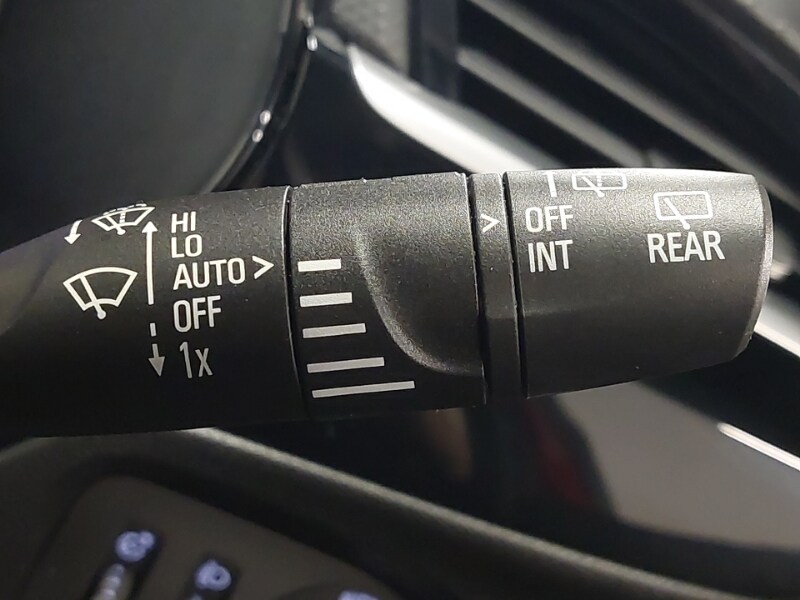 HI
LO
AUTO >
OFF
1x
>
OFF
INT
REAR